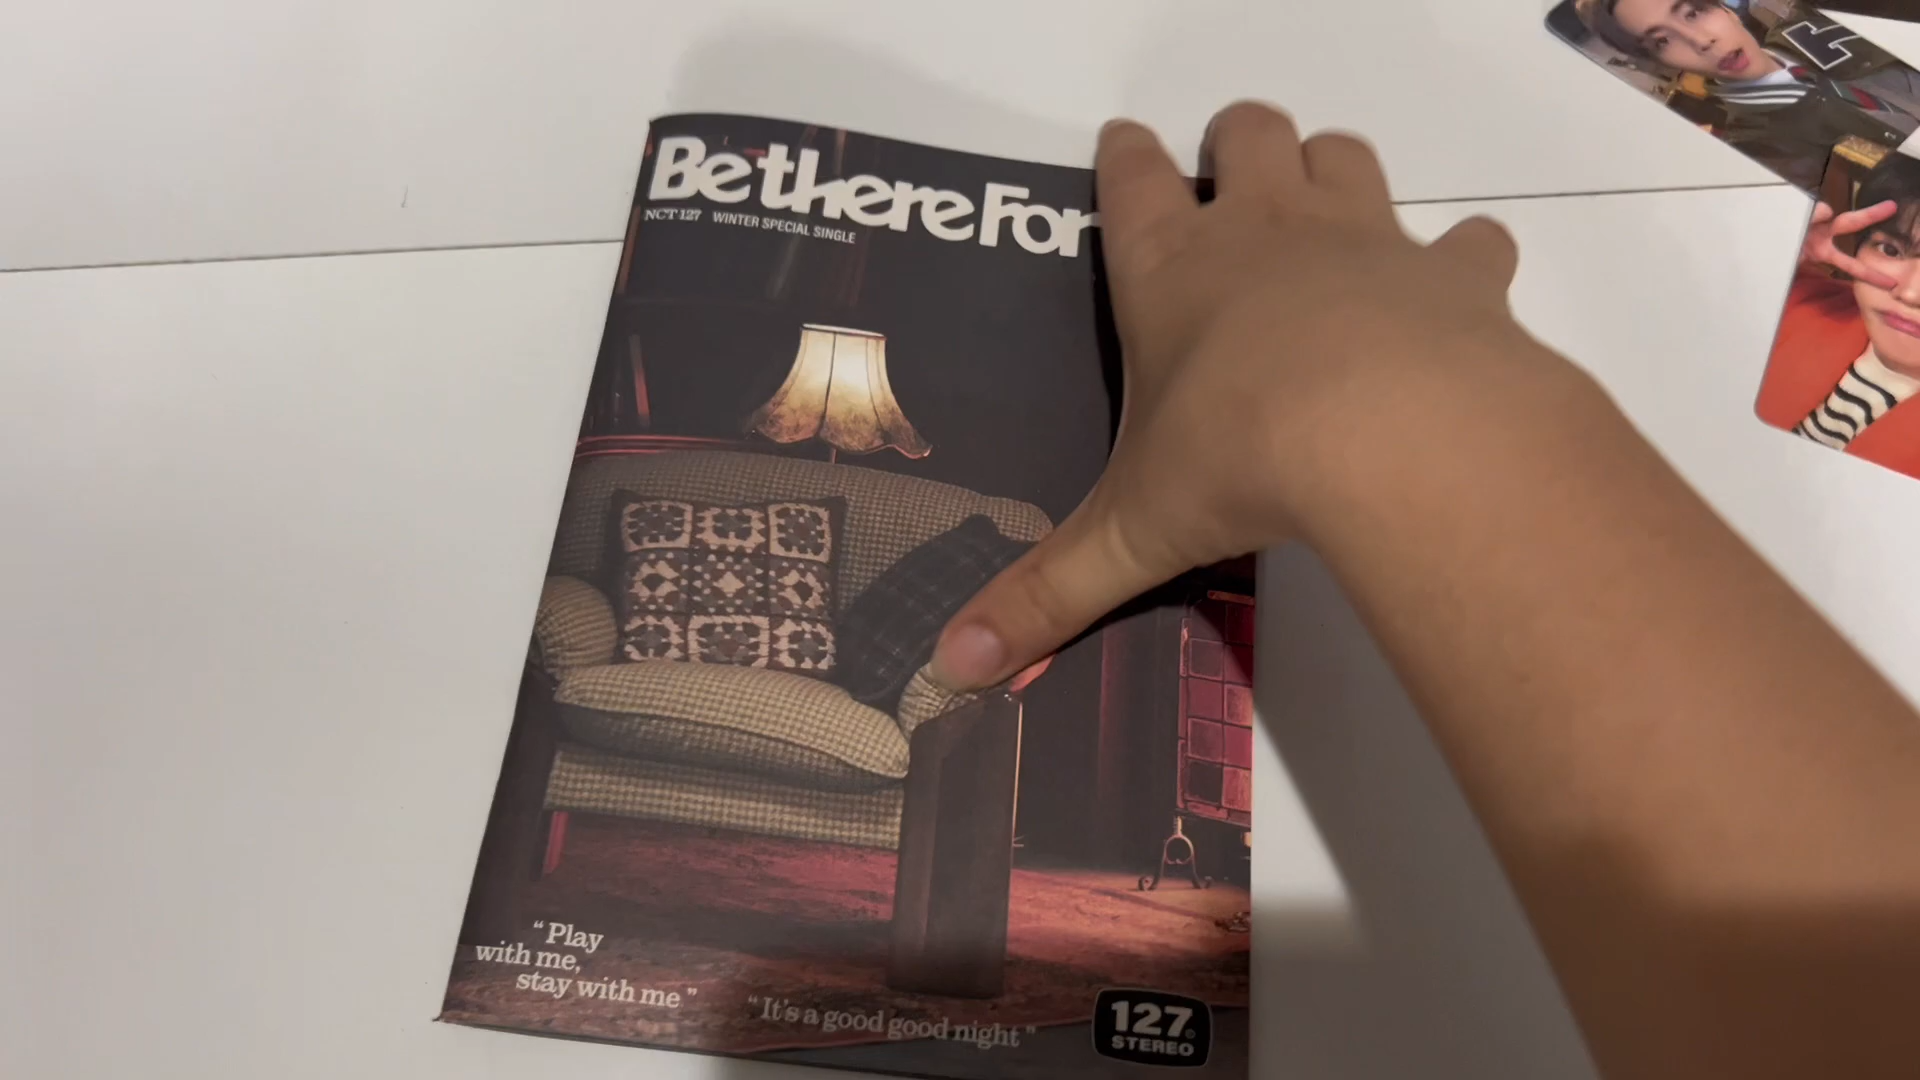 Be there For
NCT 127 WINTER SPECIAL SINGLE
“Play
with me,
stay with me”
“It's a good good night”
127
STEREO